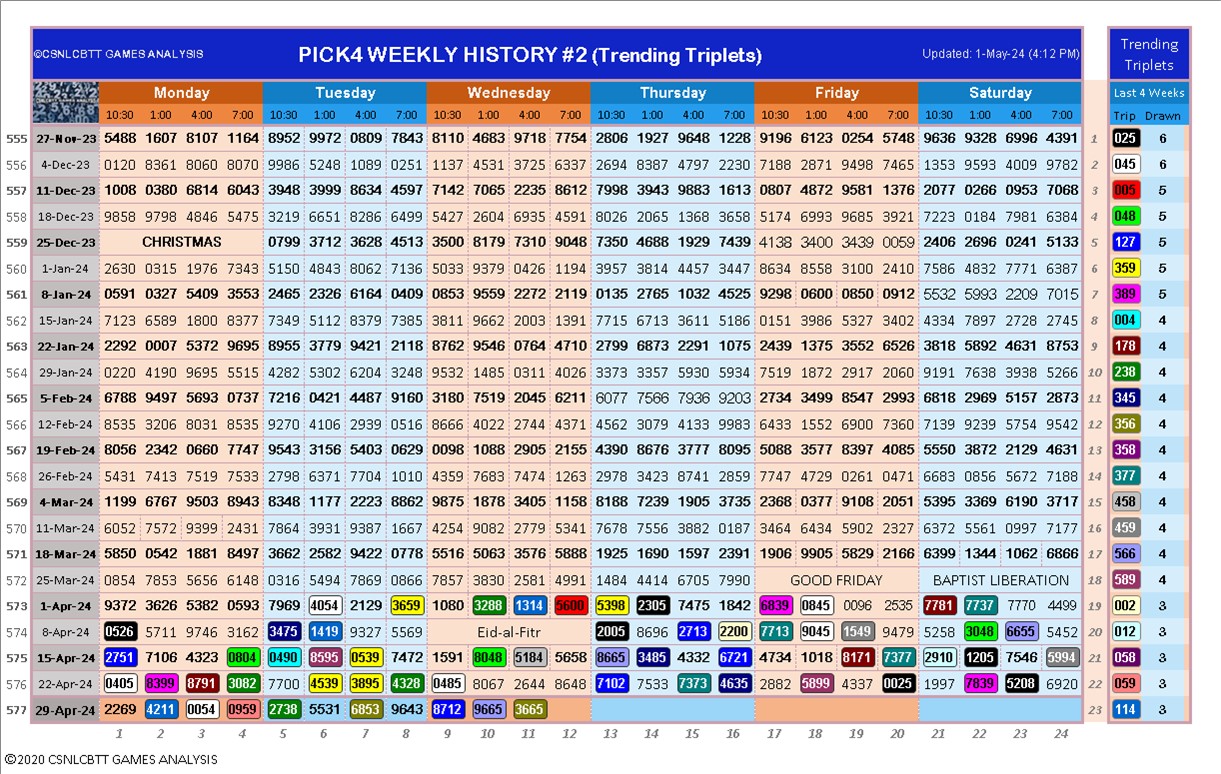 ©CSNLCBTT GAMES ANALYSIS PICK4 WEEKLY HISTORY #2 (Trending Triplets) Updated: 1-May-24 (4:12 PM)
Trending
Triplets
Monday Tuesday Wednesday Thursday Friday Saturday Last 4 Weeks
10:30 1:00 4:00 7:00 10:30 1:00 4:00 7:00 10:30 1:00 4:00 7:00 10:30 1:00 4:00 7:00 10:30 1:00 4:00 7:00 10:30 1:00 4:00 7:00 Trip Drawn
555 27-Nov-23 5488 1607 8107 1164 8952 9972 0809 7843 8110 4683 9718 7754 2806 1927 9648 1228 9196 6123 0254 5748 9636 9328 6996 4391 1 025 6
556 4-Dec-23 0120 8361 8060 8070 9986 5248 1089 0251 1137 4531 3725 6337 2694 8387 4797 2230 7188 2871 9498 7465 1353 9593 4009 9782 2 045 6
557 11-Dec-23 1008 0380 6814 6043 3948 3999 8634 4597 7142 7065 2235 8612 7998 3943 9883 1613 0807 4872 9581 1376 2077 0266 0953 7068 3 005 5
558 18-Dec-23 9858 9798 4846 5475 3219 6651 8286 6499 5427 2604 6935 4591 8026 2065 1368 3658 5174 6993 9685 3921 7223 0184 7981 6384 4 048 5
559 25-Dec-23 CHRISTMAS 0799 3712 3628 4513 3500 8179 7310 9048 7350 4688 1929 7439 4138 3400 3439 0059 2406 2696 0241 5133 5 127 5
560 1-Jan-24 2630 0315 1976 7343 5150 4843 8062 7136 5033 9379 0426 1194 3957 3814 4457 3447 8634 8558 3100 2410 7586 4832 7771 6387 6 359 5
561 8-Jan-24 0591 0327 5409 3553 2465 2326 6164 0409 0853 9559 2272 2119 0135 2765 1032 4525 9298 0600 0850 0912 5532 5993 2209 7015 7 389 5
562 15-Jan-24 7123 6589 1800 8377 7349 5112 8379 7385 3811 9662 2003 1391 7715 6713 3611 5186 0151 3986 5327 3402 4334 7897 2728 2745 8 004 4
563 22-Jan-24 2292 0007 5372 9695 8955 3779 9421 2118 8762 9546 0764 4710 2799 6873 2291 1075 2439 1375 3552 6526 3818 5892 4631 8753 9 178 4
564 29-Jan-24 0220 4190 9695 5515 4282 5302 6204 3248 9532 1485 0311 4026 3373 3357 5930 5934 7519 1872 2917 2060 9191 7638 3938 5266 10 238 4
565 5-Feb-24 6788 9497 5693 0737 7216 0421 4487 9160 3180 7519 2045 6211 6077 7566 7936 9203 2734 3499 8547 2993 6818 2969 5157 2873 11 345 4
566 12-Feb-24 8535 3206 8031 8535 9270 4106 2939 0516 8666 4022 2744 4371 4562 3079 4133 9983 6433 1552 6900 7360 7139 9239 5754 9542 12 356 4
567 19-Feb-24 8056 2342 0660 7747 9543 3156 5403 0629 0098 1088 2905 2155 4390 8676 3777 8095 5088 3577 8397 4085 5550 3872 2129 4631 13 358 4
568 26-Feb-24 5431 7413 7519 7533 2798 6371 7704 1010 4359 7683 7474 1263 2978 3423 8741 2859 7747 4729 0261 0471 6683 0856 5672 7188 14 377 4
569 4-Mar-24 1199 6767 9503 8943 8348 1177 2223 8862 9875 1878 3405 1158 8188 7239 1905 3735 2368 0377 9108 2051 5395 3369 6190 3717 15 458 4
570 11-Mar-24 6052 7572 9399 2431 7864 3931 9387 1667 4254 9082 2779 5341 7678 7556 3882 0187 3464 6434 5902 2327 6372 5561 0997 7177 16 459 4
571 18-Mar-24 5850 0542 1881 8497 3662 2582 9422 0778 5516 5063 3576 5888 1925 1690 1597 2391 1906 9905 5829 2166 6399 1344 1062 6866 17 566 4
572 25-Mar-24 0854 7853 5656 6148 0316 5494 7869 0866 7857 3830 2581 4991 1484 4414 6705 7990 GOOD FRIDAY BAPTIST LIBERATION 18 589 4
573 1-Apr-24 9372 3626 5382 0593 7969 4054 2129 3659 1080 3288 1314 5600 5398 2305 7475 1842 6839 0845 0096 2535 7781 7737 7770 4499 19 002 3
574 8-Apr-24 0526 5711 9746 3162 3475 1419 9327 5569 Eid-al-Fitr 2005 8696 2713 2200 7713 9045 1549 9479 5258 3048 6655 5452 20 012 3
575 15-Apr-24 2751 7106 4323 0804 0490 8595 0539 7472 1591 8048 5184 5658 8665 3485 4332 6721 4734 1018 8171 7377 2910 1205 7546 5994 21 058 3
576 22-Apr-24 0405 8399 8791 3082 7700 4539 3895 4328 0485 8067 2644 8648 7102 7533 7373 4635 2882 5899 4337 0025 1997 7839 5208 6920 22 059 3
577 29-Apr-24 2269 4211 0054 0959 2738 5531 6853 9643 8712 9665 3665 23 114 3
1 2 3 4 5 6 7 8 9 10 11 12 13 14 15 16 17 18 19 20 21 22 23 24
©2020 CSNLCBTT GAMES ANALYSIS